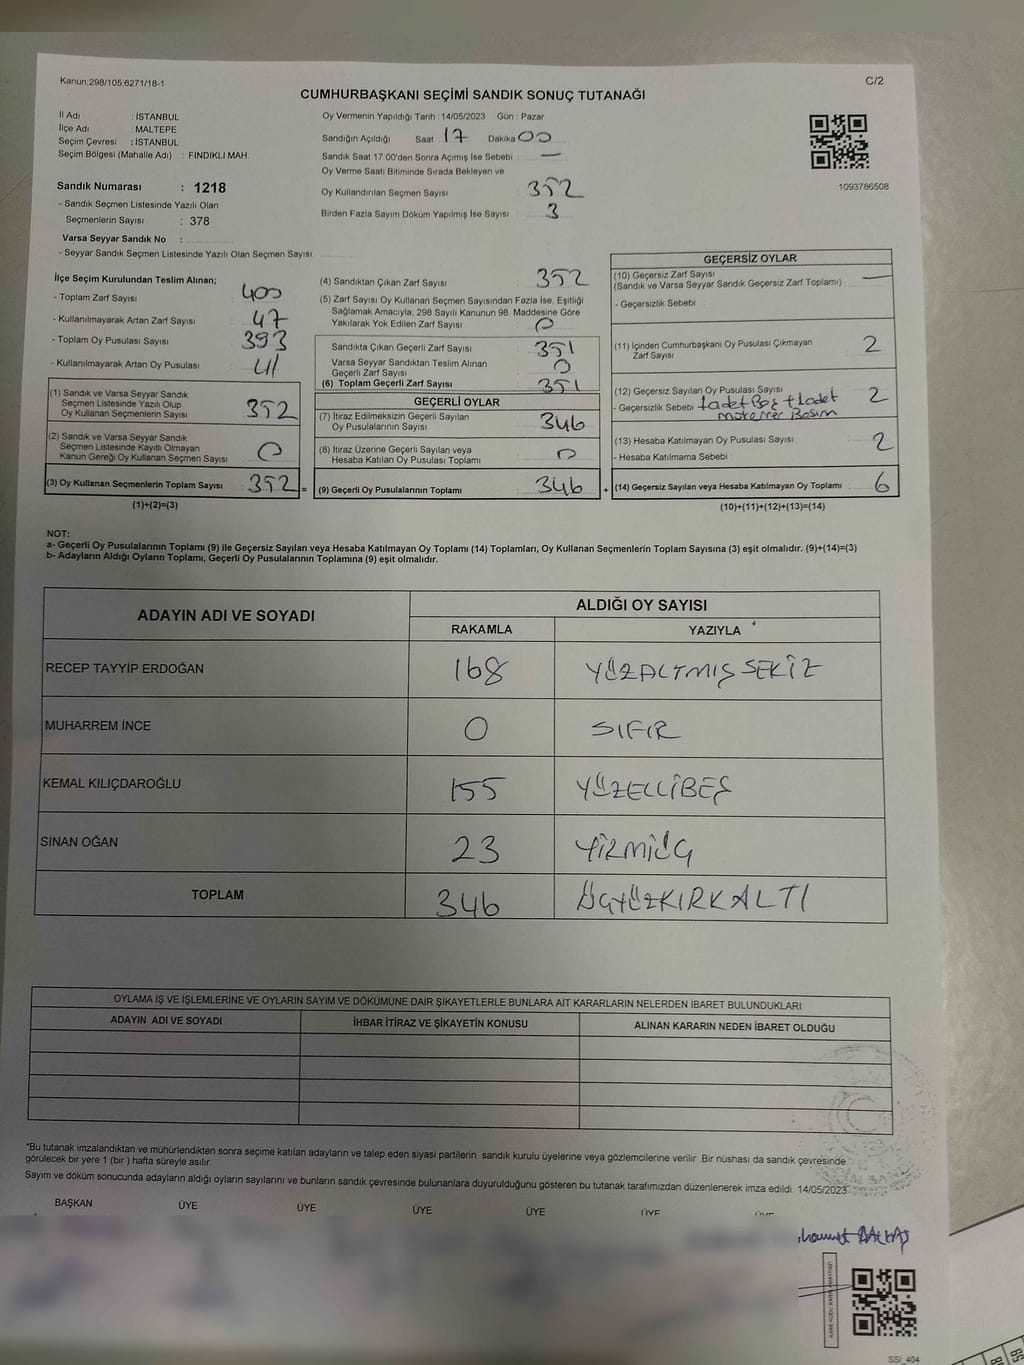 Kanun:298/105;6271/18-1
C/2
CUMHURBAŞKANI SEÇİMİ SANDIK SONUÇ TUTANAĞI
İl Adı : İSTANBUL
İlçe Adı : MALTEPE
Seçim Çevresi : İSTANBUL
Seçim Bölgesi (Mahalle Adı) : FINDIKLI MAH.
Sandık Numarası : 1218
- Sandık Seçmen Listesinde Yazılı Olan
Seçmenlerin Sayısı : 378
Varsa Seyyar Sandık No :
- Seyyar Sandık Seçmen Listesinde Yazılı Olan Seçmen Sayısı:
Oy Vermenin Yapıldığı Tarih : 14/05/2023 Gün : Pazar
Sandığın Açıldığı Saat 17 Dakika 00
Sandık Saat 17.00'den Sonra Açımış İse Sebebi : —
Oy Verme Saati Bitiminde Sırada Bekleyen ve
Oy Kullandırılan Seçmen Sayısı : 352
Birden Fazla Sayım Döküm Yapılmış İse Sayısı : 3
1093786508
İlçe Seçim Kurulundan Teslim Alınan;
- Toplam Zarf Sayısı : 400
- Kullanılmayarak Artan Zarf Sayısı : 47
- Toplam Oy Pusulası Sayısı : 393
- Kullanılmayarak Artan Oy Pusulası : 41
(1) Sandık ve Varsa Seyyar Sandık
Seçmen Listesinde Yazılı Olup
Oy Kullanan Seçmenlerin Sayısı : 352
(2) Sandık ve Varsa Seyyar Sandık
Seçmen Listesinde Kayıtlı Olmayan
Kanun Gereği Oy Kullanan Seçmen Sayısı : 0
(3) Oy Kullanan Seçmenlerin Toplam Sayısı : 352 =
(1)+(2)=(3)
(4) Sandıktan Çıkan Zarf Sayısı : 352
(5) Zarf Sayısı Oy Kullanan Seçmen Sayısından Fazla İse, Eşitliği
Sağlamak Amacıyla, 298 Sayılı Kanunun 98. Maddesine Göre
Yakılarak Yok Edilen Zarf Sayısı : 0
Sandıkta Çıkan Geçerli Zarf Sayısı : 351
Varsa Seyyar Sandıktan Teslim Alınan
Geçerli Zarf Sayısı : 0
(6) Toplam Geçerli Zarf Sayısı : 351
GEÇERLİ OYLAR
(7) İtiraz Edilmeksizin Geçerli Sayılan
Oy Pusulalarının Sayısı : 346
(8) İtiraz Üzerine Geçerli Sayılan veya
Hesaba Katılan Oy Pusulası Toplamı : 0
(9) Geçerli Oy Pusulalarının Toplamı : 346 +
GEÇERSİZ OYLAR
(10) Geçersiz Zarf Sayısı : —
(Sandık ve Varsa Seyyar Sandık Geçersiz Zarf Toplamı)
- Geçersizlik Sebebi :
(11) İçinden Cumhurbaşkanı Oy Pusulası Çıkmayan
Zarf Sayısı : 2
(12) Geçersiz Sayılan Oy Pusulası Sayısı : 2
- Geçersizlik Sebebi : 1 adet Boş + 1 adet
Basım
(13) Hesaba Katılmayan Oy Pusulası Sayısı : 2
- Hesaba Katılmama Sebebi :
(14) Geçersiz Sayılan veya Hesaba Katılmayan Oy Toplamı : 6
(10)+(11)+(12)+(13)=(14)
NOT:
a- Geçerli Oy Pusulalarının Toplamı (9) ile Geçersiz Sayılan veya Hesaba Katılmayan Oy Toplamı (14) Toplamları, Oy Kullanan Seçmenlerin Toplam Sayısına (3) eşit olmalıdır. (9)+(14)=(3)
b- Adayların Aldığı Oyların Toplamı, Geçerli Oy Pusulalarının Toplamına (9) eşit olmalıdır.
ADAYIN ADI VE SOYADI
ALDIĞI OY SAYISI
RAKAMLA YAZIYLA
RECEP TAYYİP ERDOĞAN 168 YÜZALTMIŞ SEKİZ
MUHARREM İNCE 0 SIFIR
KEMAL KILIÇDAROĞLU 155 YÜZELLİBEŞ
SİNAN OĞAN 23 YİRMİÜÇ
TOPLAM 346 ÜÇYÜZKIRK ALTI
OYLAMA İŞ VE İŞLEMLERİNE VE OYLARIN SAYIM VE DÖKÜMÜNE DAİR ŞİKAYETLERLE BUNLARA AİT KARARLARIN NELERDEN İBARET BULUNDUKLARI
ADAYIN ADI VE SOYADI İHBAR İTİRAZ VE ŞİKAYETİN KONUSU ALINAN KARARIN NEDEN İBARET OLDUĞU
*Bu tutanak imzalandıktan ve mühürlendikten sonra seçime katılan adayların ve talep eden siyasi partilerin sandık kurulu üyelerine veya gözlemcilerine verilir. Bir nüshası da sandık çevresinde
görülecek bir yere 1 (bir ) hafta süreyle asılır.
Sayım ve döküm sonucunda adayların aldığı oyların sayılarını ve bunların sandık çevresinde bulunanlara duyurulduğunu gösteren bu tutanak tarafımızdan düzenlenerek imza edildi. 14/05/2023
BAŞKAN ÜYE ÜYE ÜYE ÜYE ÜYE
SSI_404